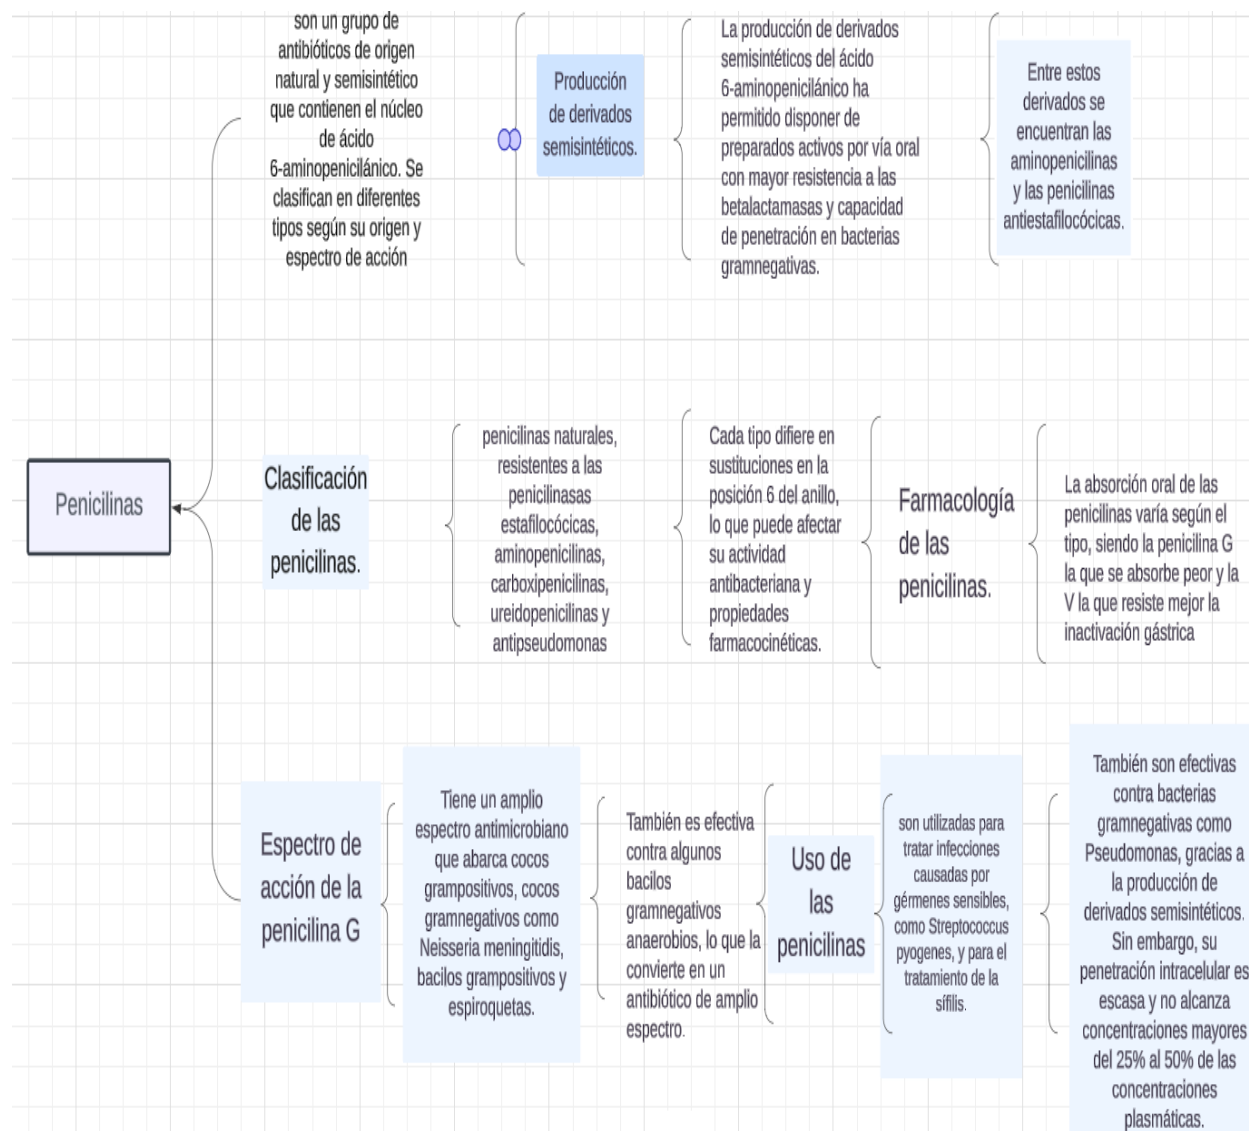 son un grupo de
antibióticos de origen
natural y semisintético
que contienen el núcleo
de ácido
6-aminopenicilánico. Se
clasifican en diferentes
tipos según su origen y
espectro de acción
Producción
de derivados
semisintéticos.
La producción de derivados
semisintéticos del ácido
6-aminopenicilánico ha
permitido disponer de
preparados activos por vía oral
con mayor resistencia a las
betalactamasas y capacidad
de penetración en bacterias
gramnegativas.
Entre estos
derivados se
encuentran las
aminopenicilinas
y las penicilinas
antiestafilocócicas.
Penicilinas
Clasificación
de las
penicilinas.
penicilinas naturales,
resistentes a las
penicilinasas
estafilocócicas,
aminopenicilinas,
carboxipenicilinas,
ureidopenicilinas y
antipseudomonas
Cada tipo difiere en
sustituciones en la
posición 6 del anillo,
lo que puede afectar
su actividad
antibacteriana y
propiedades
farmacocinéticas.
Farmacología
de las
penicilinas.
La absorción oral de las
penicilinas varía según el
tipo, siendo la penicilina G
la que se absorbe peor y la
V la que resiste mejor la
inactivación gástrica
Espectro de
acción de la
penicilina G
Tiene un amplio
espectro antimicrobiano
que abarca cocos
grampositivos, cocos
gramnegativos como
Neisseria meningitidis,
bacilos grampositivos y
espiroquetas.
También es efectiva
contra algunos
bacilos
gramnegativos
anaerobios, lo que la
convierte en un
antibiótico de amplio
espectro.
Uso de
las
penicilinas
son utilizadas para
tratar infecciones
causadas por
gérmenes sensibles,
como Streptococcus
pyogenes, y para el
tratamiento de la
sífilis.
También son efectivas
contra bacterias
gramnegativas como
Pseudomonas, gracias a
la producción de
derivados semisintéticos.
Sin embargo, su
penetración intracelular es
escasa y no alcanza
concentraciones mayores
del 25% al 50% de las
concentraciones
plasmáticas.